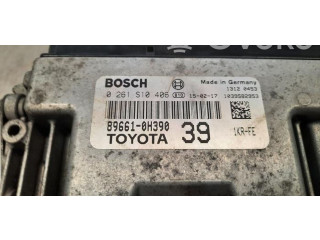 BOSCH
Made in Germany
0 261 S10 406
15-02-17
1312 0453
1039S82953
89661-0H390
TOYOTA
39
1KR-FE